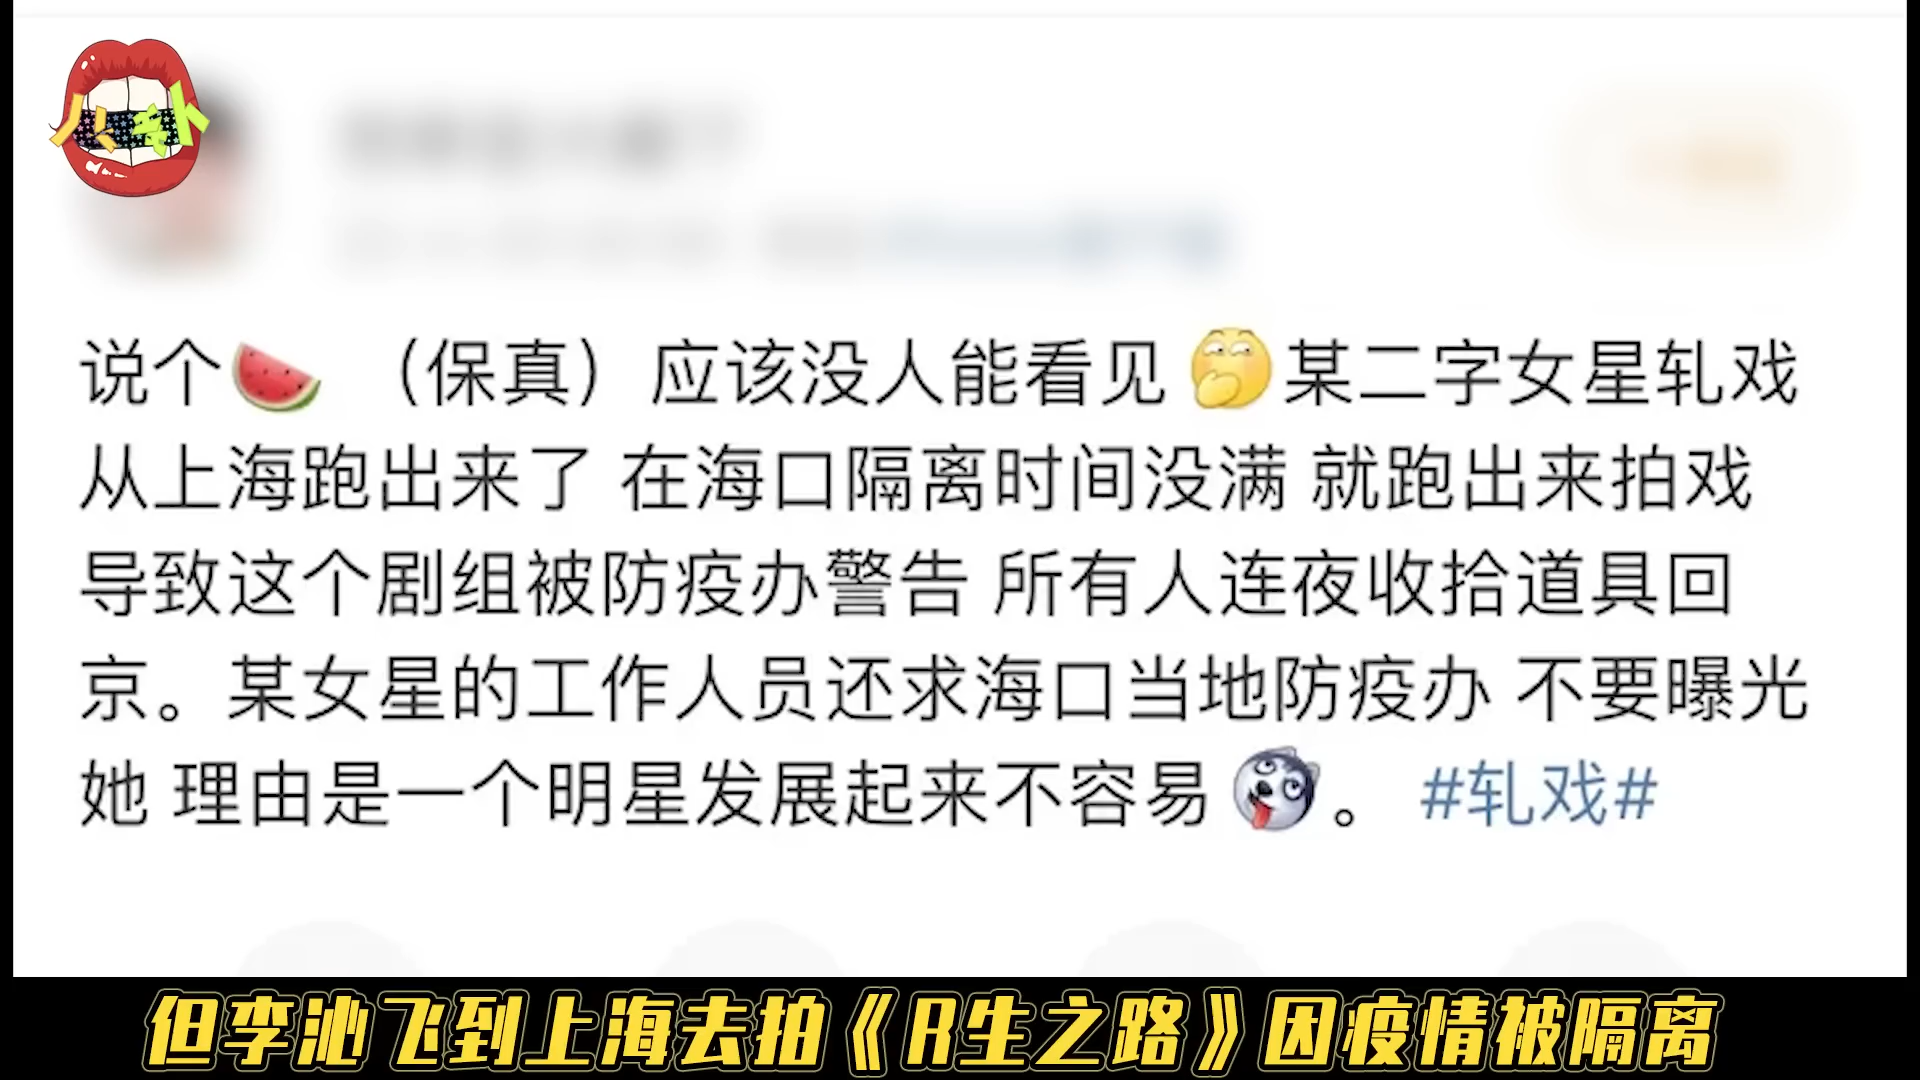 八卦
说个🍉 （保真）应该没人能看见 🤔某二字女星轧戏
从上海跑出来了 在海口隔离时间没满 就跑出来拍戏
导致这个剧组被防疫办警告 所有人连夜收拾道具回
京。某女星的工作人员还求海口当地防疫办 不要曝光
她 理由是一个明星发展起来不容易 。 #轧戏#
但李沁飞到上海去拍《R生之路》因疫情被隔离